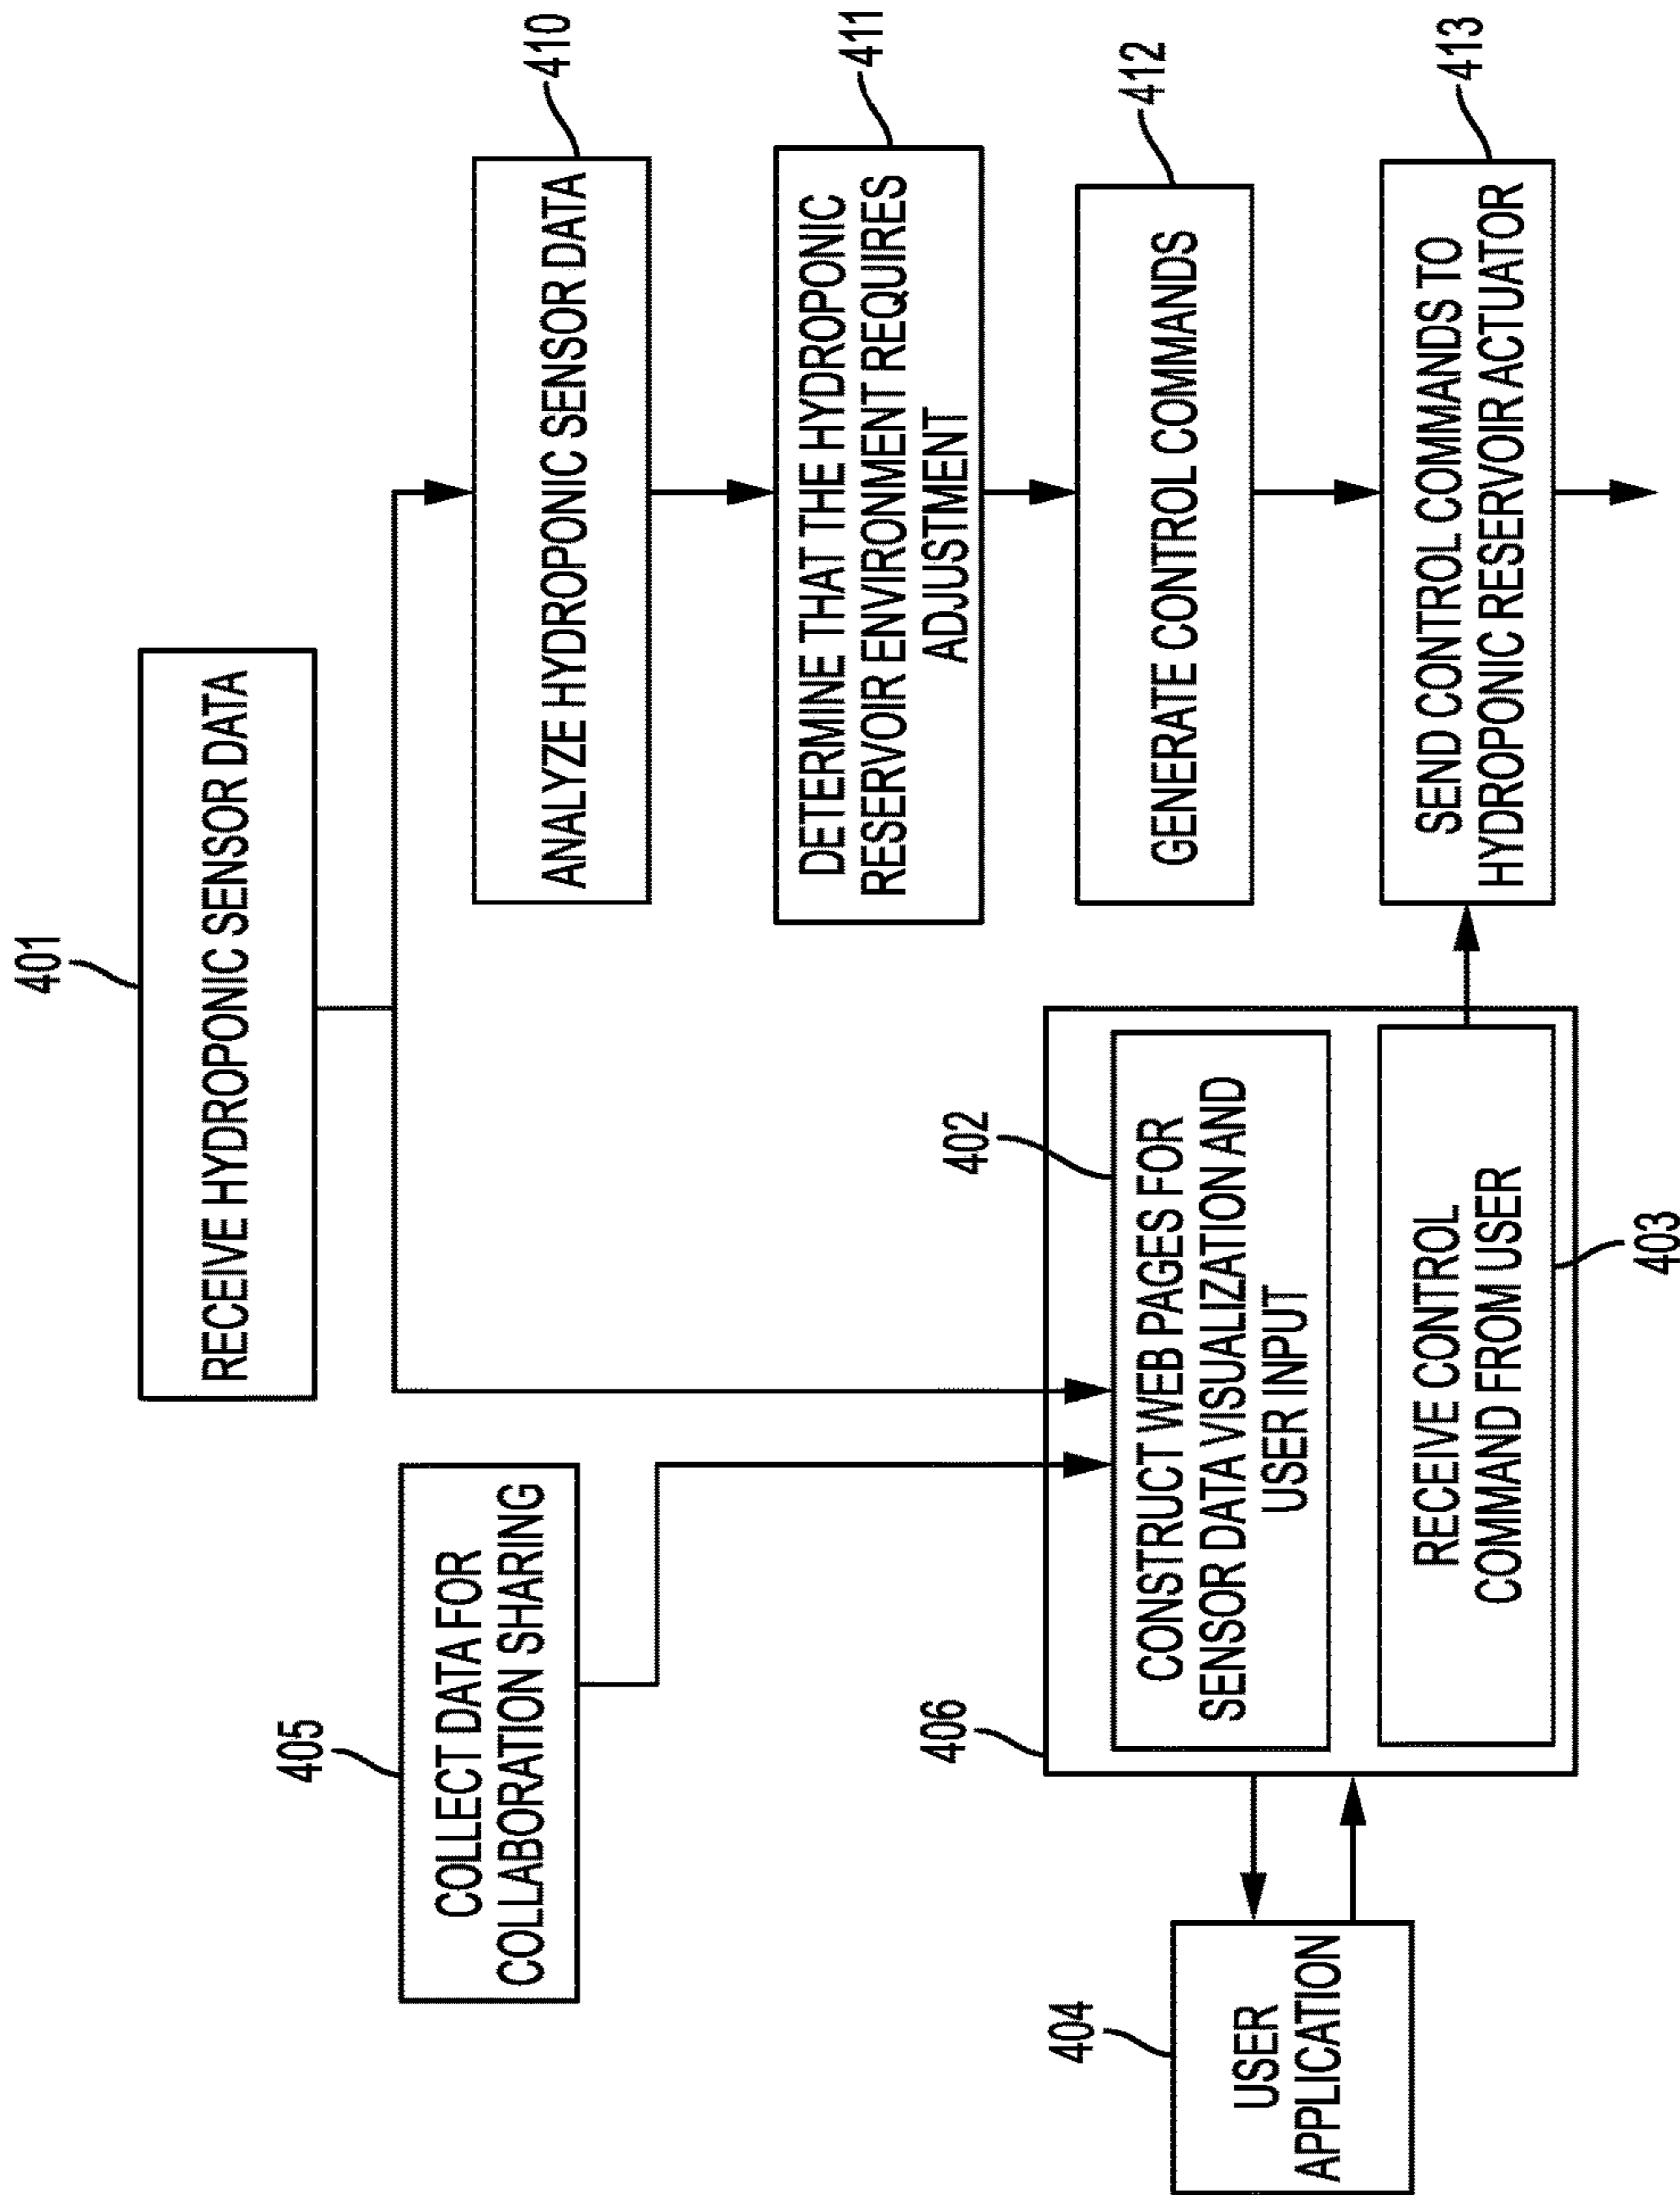 401
RECEIVE HYDROPONIC SENSOR DATA
405
COLLECT DATA FOR
COLLABORATION SHARING
410
ANALYZE HYDROPONIC SENSOR DATA
411
DETERMINE THAT THE HYDROPONIC
RESERVOIR ENVIRONMENT REQUIRES
ADJUSTMENT
412
GENERATE CONTROL COMMANDS
413
SEND CONTROL COMMANDS TO
HYDROPONIC RESERVOIR ACTUATOR
406
402
CONSTRUCT WEB PAGES FOR
SENSOR DATA VISUALIZATION AND
USER INPUT
RECEIVE CONTROL
COMMAND FROM USER
403
404
USER
APPLICATION